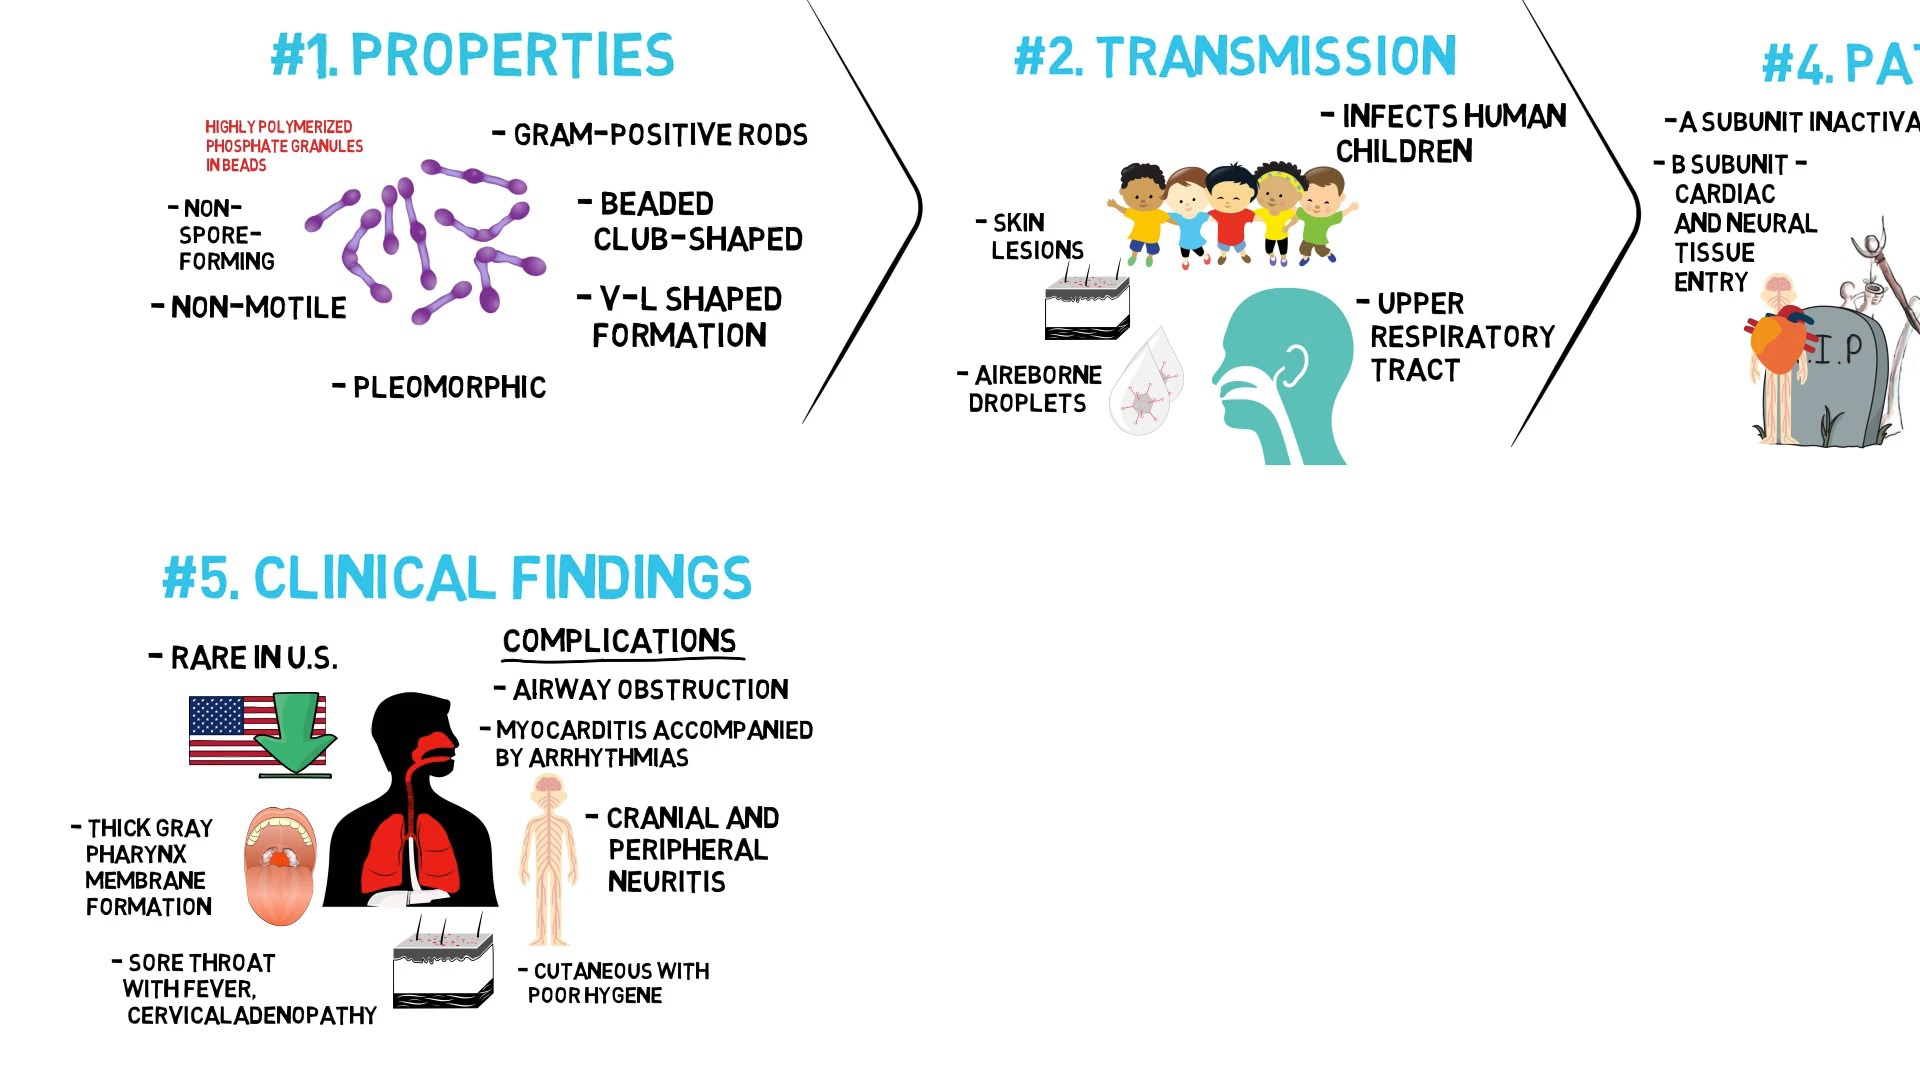 #1. PROPERTIES
HIGHLY POLYMERIZED
PHOSPHATE GRANULES
IN BEADS
- GRAM-POSITIVE RODS
- NON-
SPORE-
FORMING
- BEADED
CLUB-SHAPED
- NON-MOTILE
- V-L SHAPED
FORMATION
- PLEOMORPHIC
#2. TRANSMISSION
- INFECTS HUMAN
CHILDREN
- SKIN
LESIONS
- UPPER
RESPIRATORY
TRACT
- AIREBORNE
DROPLETS
#4. PA
- A SUBUNIT INACTIVA
- B SUBUNIT -
CARDIAC
AND NEURAL
TISSUE
ENTRY
.I.P
#5. CLINICAL FINDINGS
- RARE IN U.S.
COMPLICATIONS
- AIRWAY OBSTRUCTION
- MYOCARDITIS ACCOMPANIED
BY ARRHYTHMIAS
- THICK GRAY
PHARYNX
MEMBRANE
FORMATION
- CRANIAL AND
PERIPHERAL
NEURITIS
- SORE THROAT
WITH FEVER,
CERVICALADENOPATHY
- CUTANEOUS WITH
POOR HYGENE